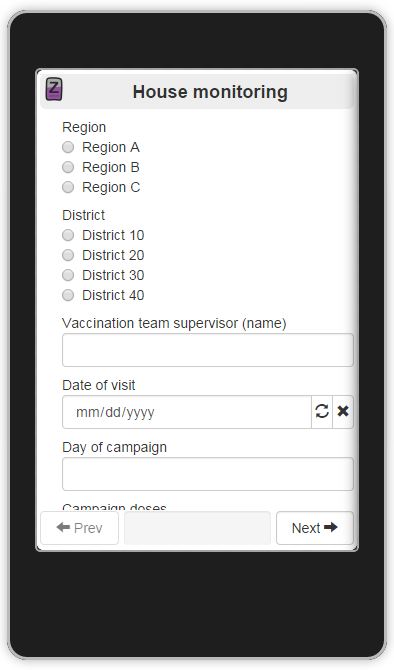 Z
House monitoring
Region
Region A
Region B
Region C
District
District 10
District 20
District 30
District 40
Vaccination team supervisor (name)
Date of visit
mm/dd/yyyy
Day of campaign
Campaign doses
Prev
Next